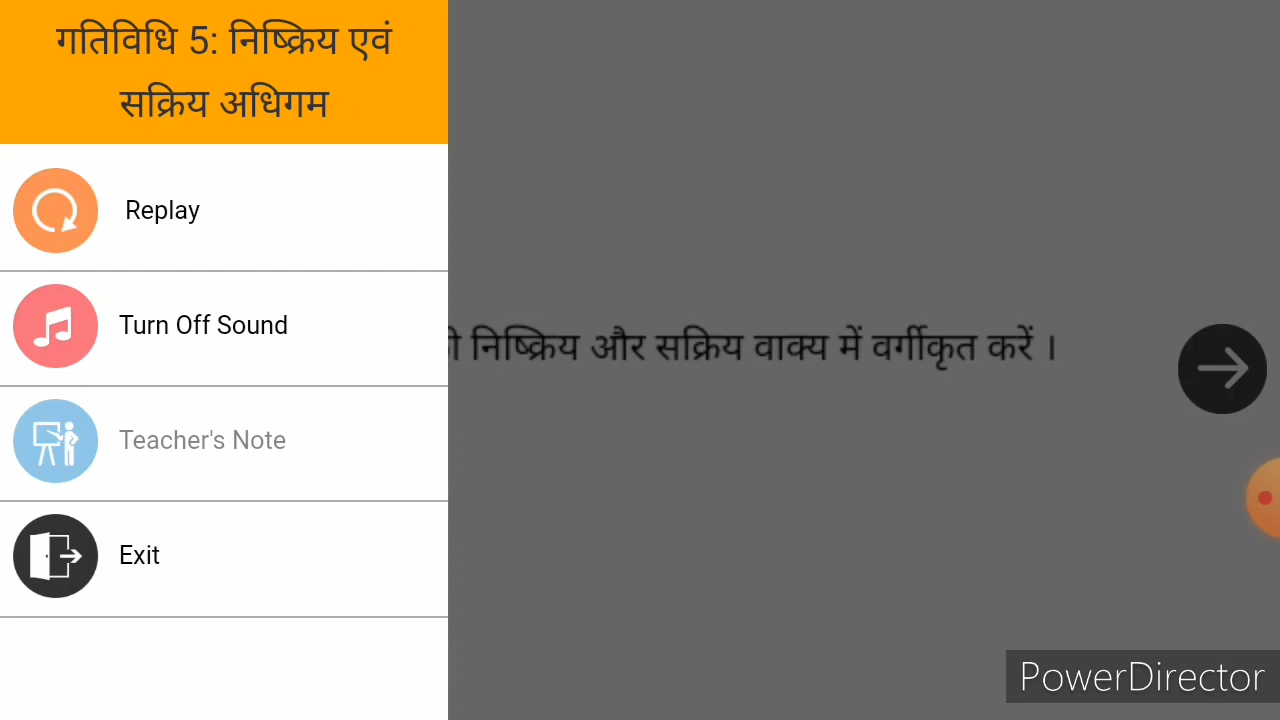 गतिविधि 5: निष्क्रिय एवं
सक्रिय अधिगम
Replay
Turn Off Sound
निष्क्रिय और सक्रिय वाक्य में वर्गीकृत करें ।
Teacher's Note
Exit
PowerDirector